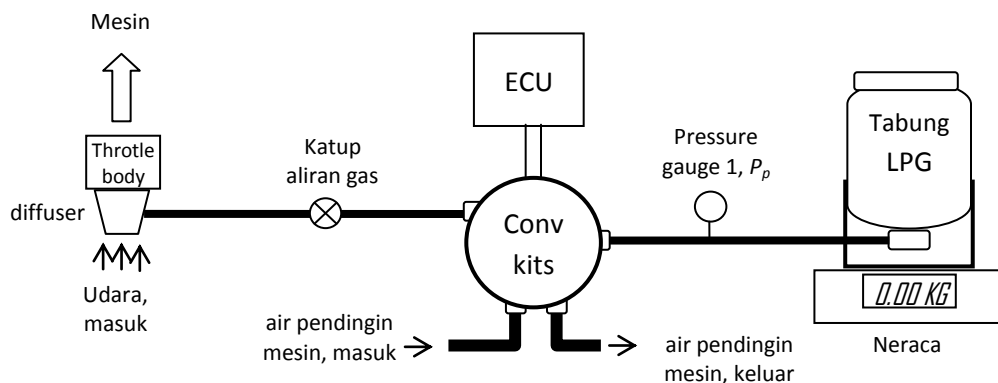 Mesin
ECU
Throtle
body
Katup
aliran gas
Pressure
gauge 1, Pₚ
Tabung
LPG
diffuser
Conv
kits
Udara,
masuk
air pendingin
mesin, masuk
air pendingin
mesin, keluar
0.00 KG
Neraca